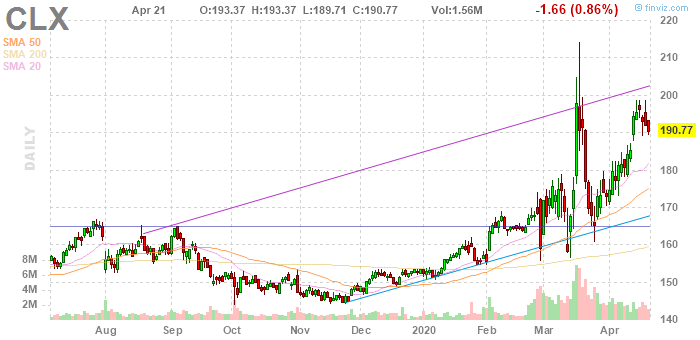 CLX
Apr 21 O:193.37 H:193.37 L:189.71 C:190.77 Vol:1.56M -1.66 (0.86%)
© finviz.com
SMA 50
SMA 200
SMA 20
DAILY
220
210
200
190.77
180
170
160
150
140
8M
6M
4M
2M
Aug Sep Oct Nov Dec 2020 Feb Mar Apr